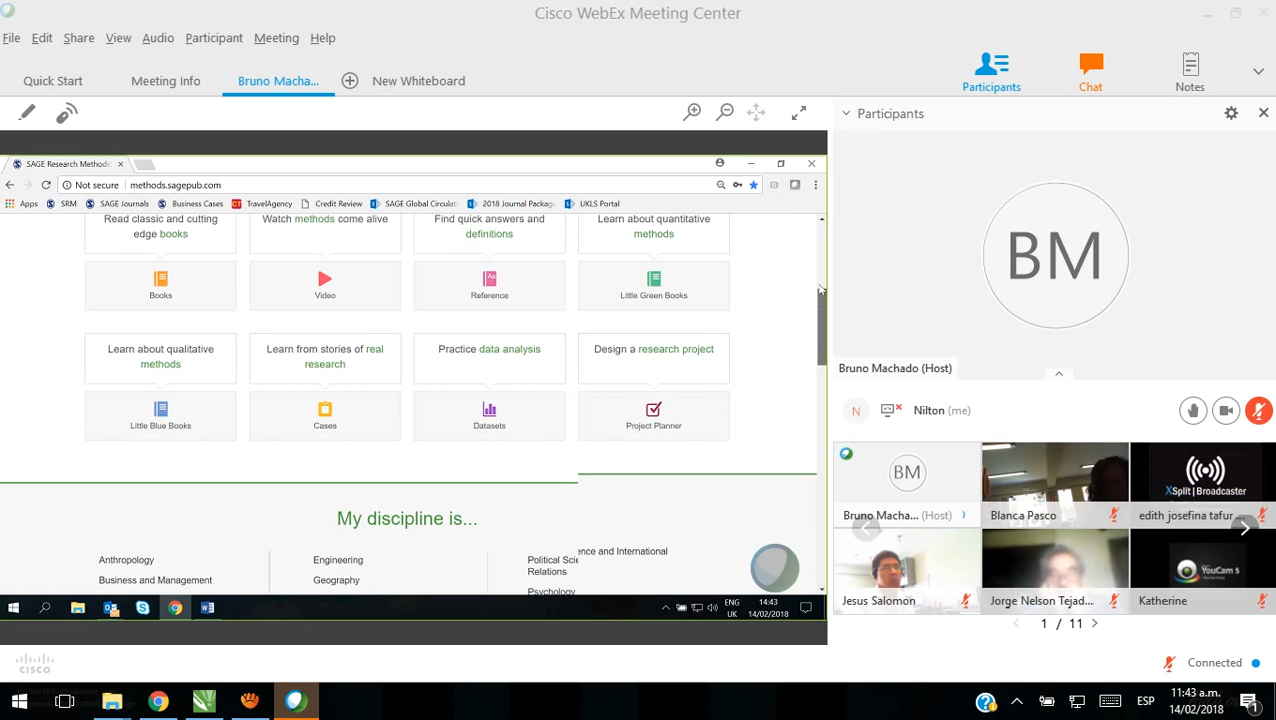 Cisco WebEx Meeting Center
File Edit Share View Audio Participant Meeting Help
Quick Start Meeting Info Bruno Macha... New Whiteboard
Participants Chat Notes
Participants
SAGE Research Methods
Not secure methods.sagepub.com
Apps SRM SAGE Journals Business Cases CT TravelAgency Credit Review SAGE Global Circulati 2018 Journal Package UKLS Portal
Read classic and cutting
edge books
Watch methods come alive
Find quick answers and
definitions
Learn about quantitative
methods
Books
Video
Reference
Little Green Books
Learn about qualitative
methods
Learn from stories of real
research
Practice data analysis
Design a research project
Little Blue Books
Cases
Datasets
Project Planner
My discipline is...
Anthropology
Business and Management
Engineering
Geography
Political Scie
nce and International
Relations
Psychology
ENG
UK
14:43
14/02/2018
BM
Bruno Machado (Host)
N Nilton (me)
BM
Bruno Macha... (Host)
Blanca Pasco
XSplit | Broadcaster
edith josefina tafur ...
Jesus Salomon
Jorge Nelson Tejad...
YouCam 5
Katherine
1 / 11
cisco
Connected
ESP
11:43 a.m.
14/02/2018
1